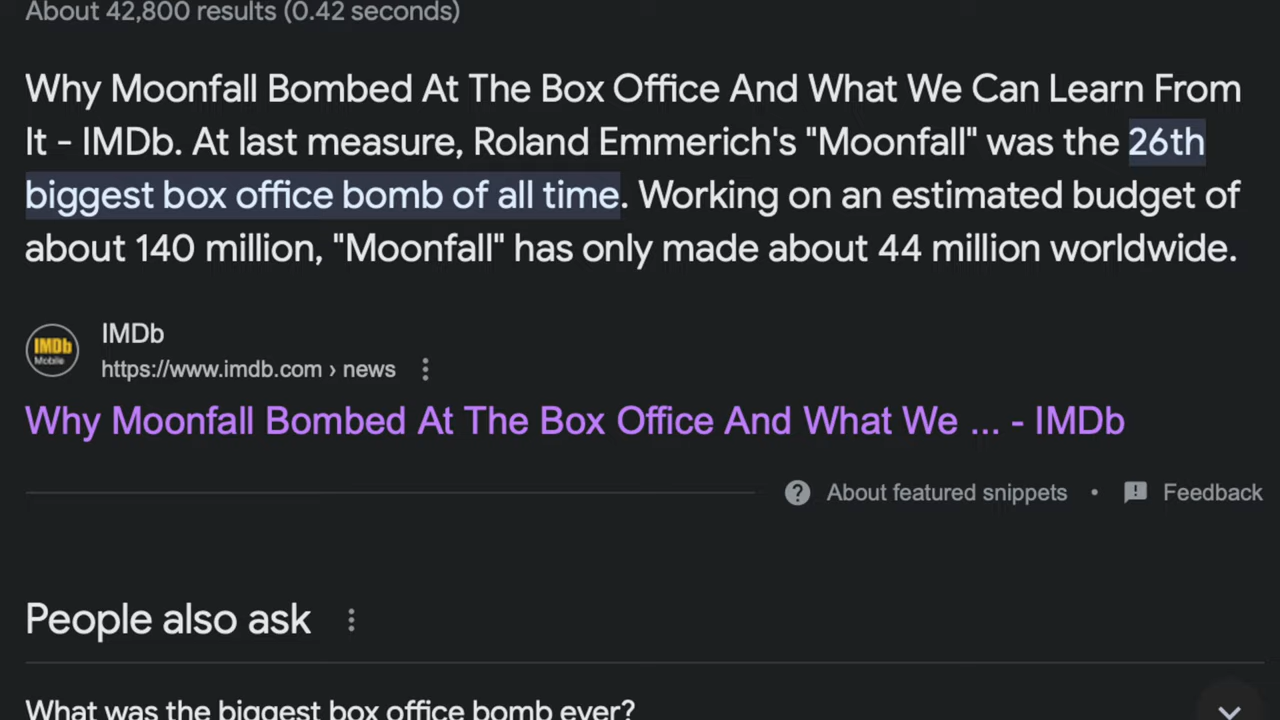 About 42,800 results (0.42 seconds)
Why Moonfall Bombed At The Box Office And What We Can Learn From
It - IMDb. At last measure, Roland Emmerich's "Moonfall" was the 26th
biggest box office bomb of all time. Working on an estimated budget of
about 140 million, "Moonfall" has only made about 44 million worldwide.
IMDb
IMDb
Mobile
https://www.imdb.com › news
Why Moonfall Bombed At The Box Office And What We ... - IMDb
About featured snippets • Feedback
People also ask
What was the biggest box office bomb ever?